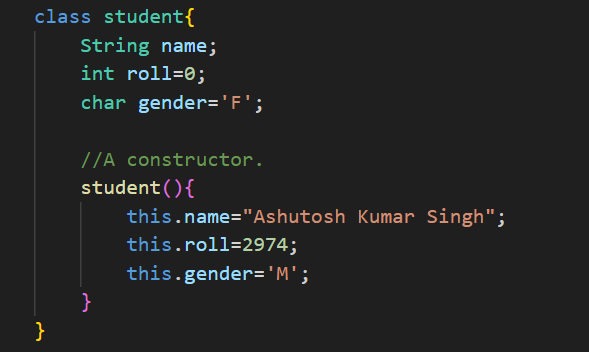 class student{
String name;
int roll=0;
char gender='F';
//A constructor.
student(){
this.name="Ashutosh Kumar Singh";
this.roll=2974;
this.gender='M';
}
}